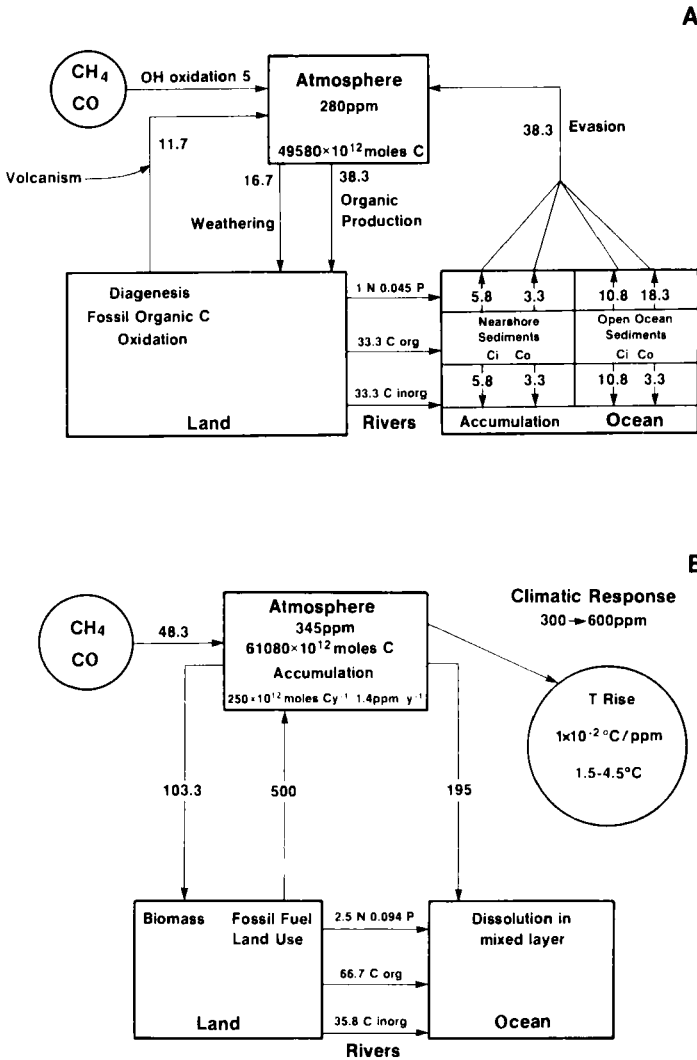 A
CH4
CO
OH oxidation 5
Atmosphere
280ppm
49580×10¹² moles C
11.7
Volcanism
16.7
Weathering
38.3
Organic
Production
38.3
Evasion
Diagenesis
Fossil Organic C
Oxidation
Land
1 N 0.045 P
33.3 C org
33.3 C inorg
Rivers
5.8 3.3 10.8 18.3
Nearshore
Sediments
Ci Co
Open Ocean
Sediments
Ci Co
5.8 3.3 10.8 3.3
Accumulation
Ocean
B
CH4
CO
48.3
Atmosphere
345ppm
61080×10¹² moles C
Accumulation
250×10¹² moles Cy⁻¹ 1.4ppm y⁻¹
Climatic Response
300→600ppm
T Rise
1×10⁻² °C/ppm
1.5-4.5°C
103.3
500
195
Biomass
Fossil Fuel
Land Use
Land
2.5 N 0.094 P
66.7 C org
35.8 C inorg
Rivers
Dissolution in
mixed layer
Ocean